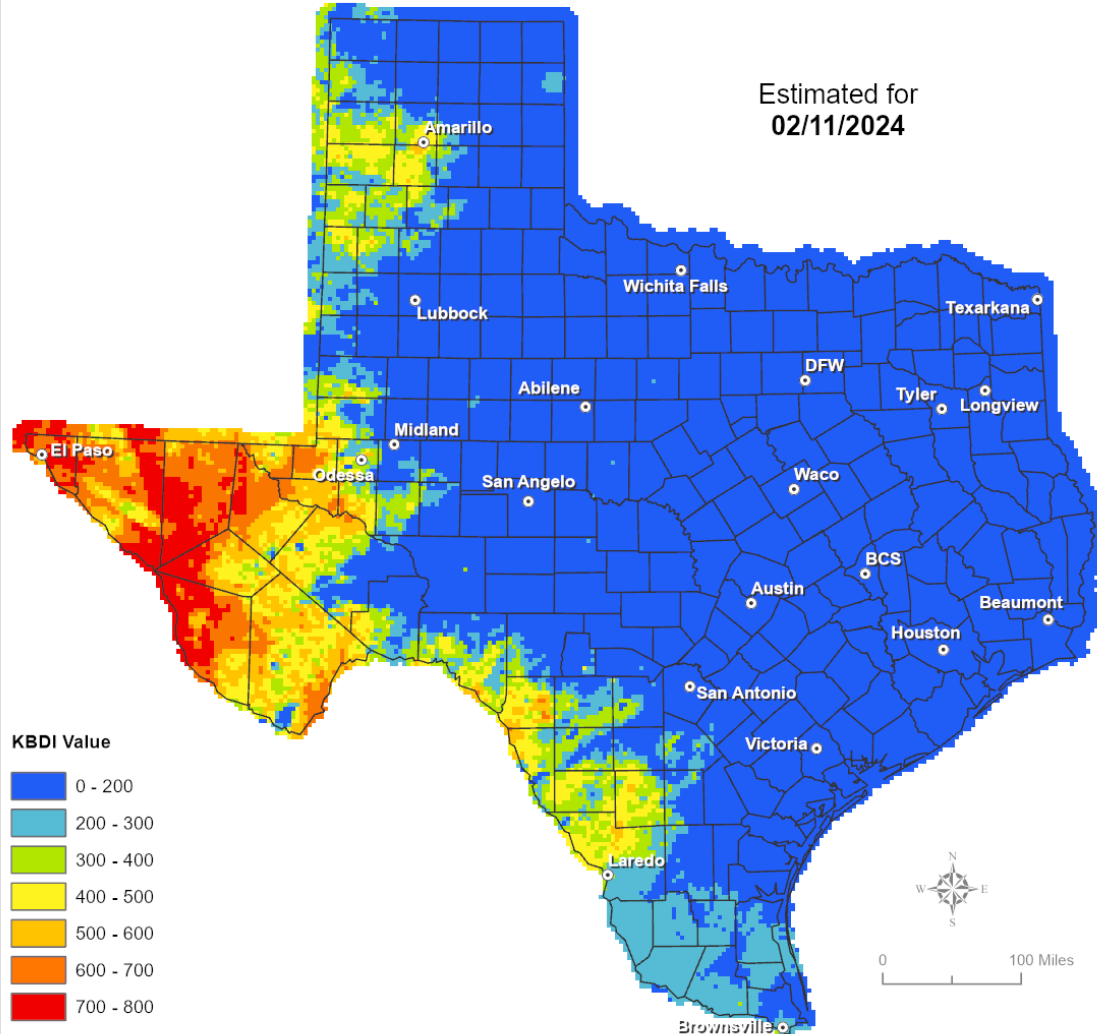 Estimated for
02/11/2024
Amarillo
Wichita Falls
Texarkana
Lubbock
DFW
Abilene
Tyler
Longview
Midland
El Paso
Odessa
San Angelo
Waco
BCS
Austin
Beaumont
Houston
San Antonio
Victoria
KBDI Value
0 - 200
200 - 300
300 - 400
400 - 500
500 - 600
600 - 700
700 - 800
Laredo
Brownsville
N
W
E
S
0 100 Miles